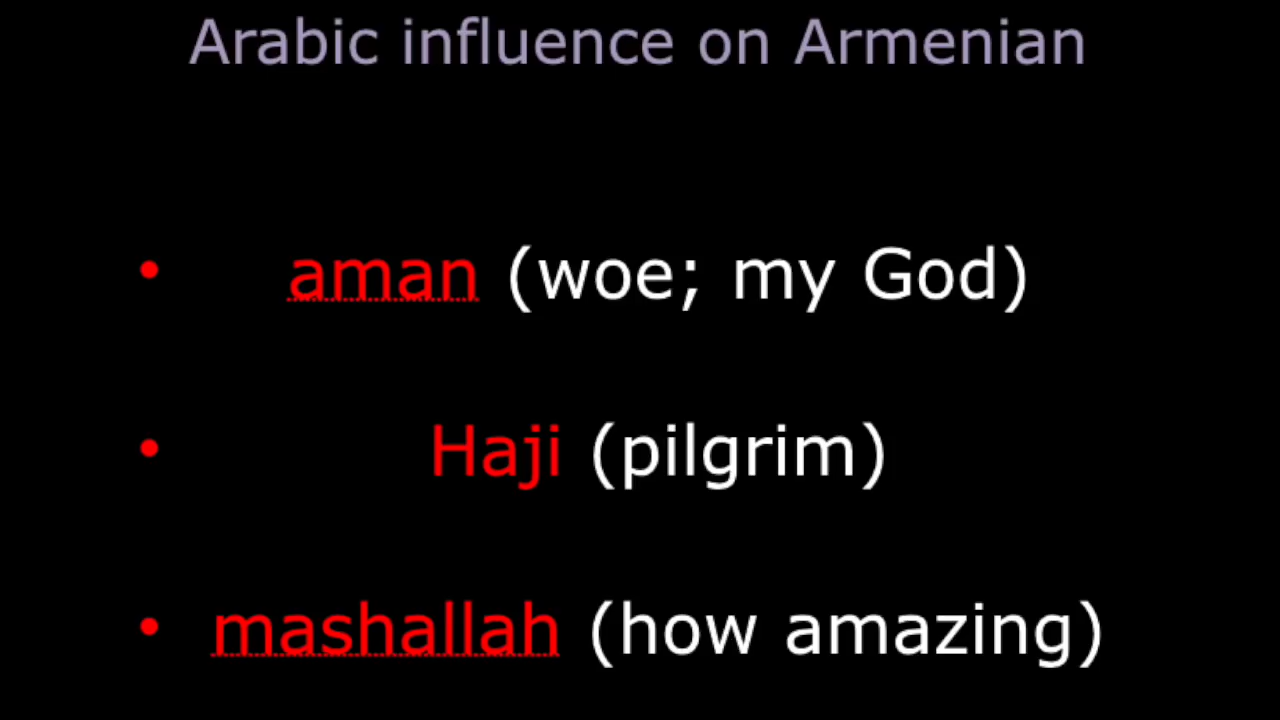 Arabic influence on Armenian
• aman (woe; my God)
• Haji (pilgrim)
• mashallah (how amazing)